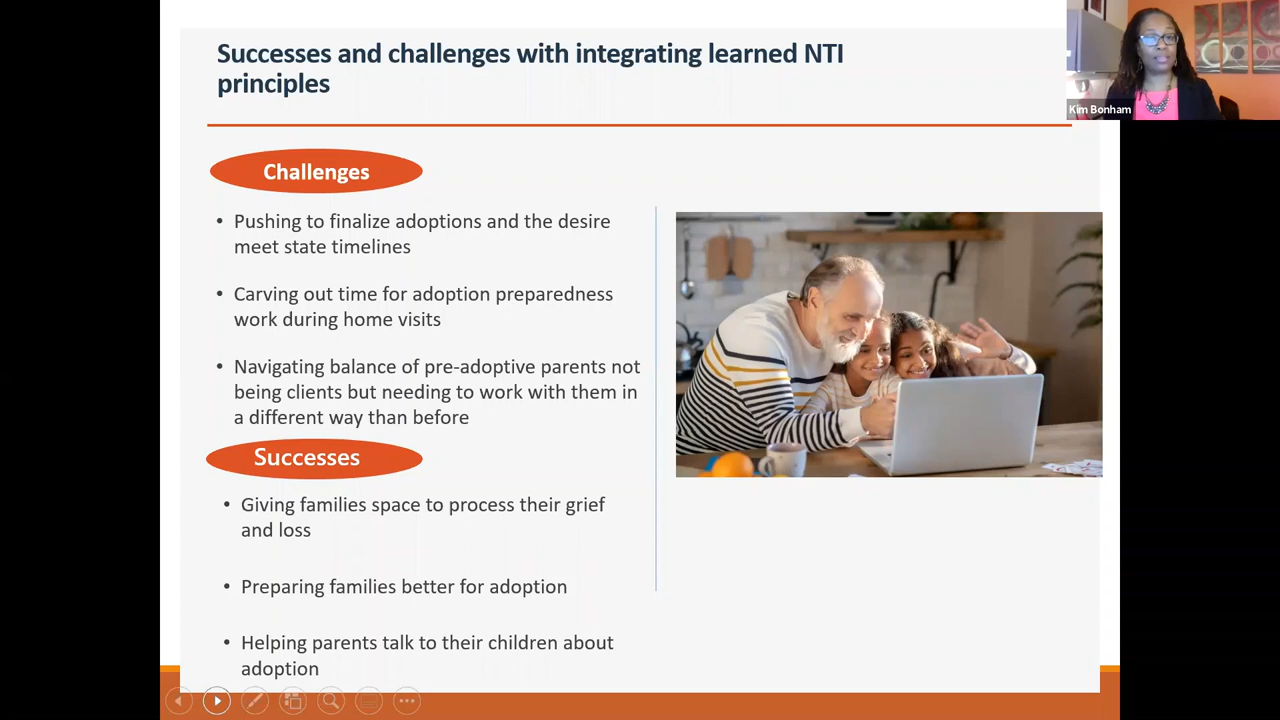 Successes and challenges with integrating learned NTI
principles
Kim Bonham
Challenges
• Pushing to finalize adoptions and the desire
meet state timelines
• Carving out time for adoption preparedness
work during home visits
• Navigating balance of pre-adoptive parents not
being clients but needing to work with them in
a different way than before
Successes
• Giving families space to process their grief
and loss
• Preparing families better for adoption
• Helping parents talk to their children about
adoption